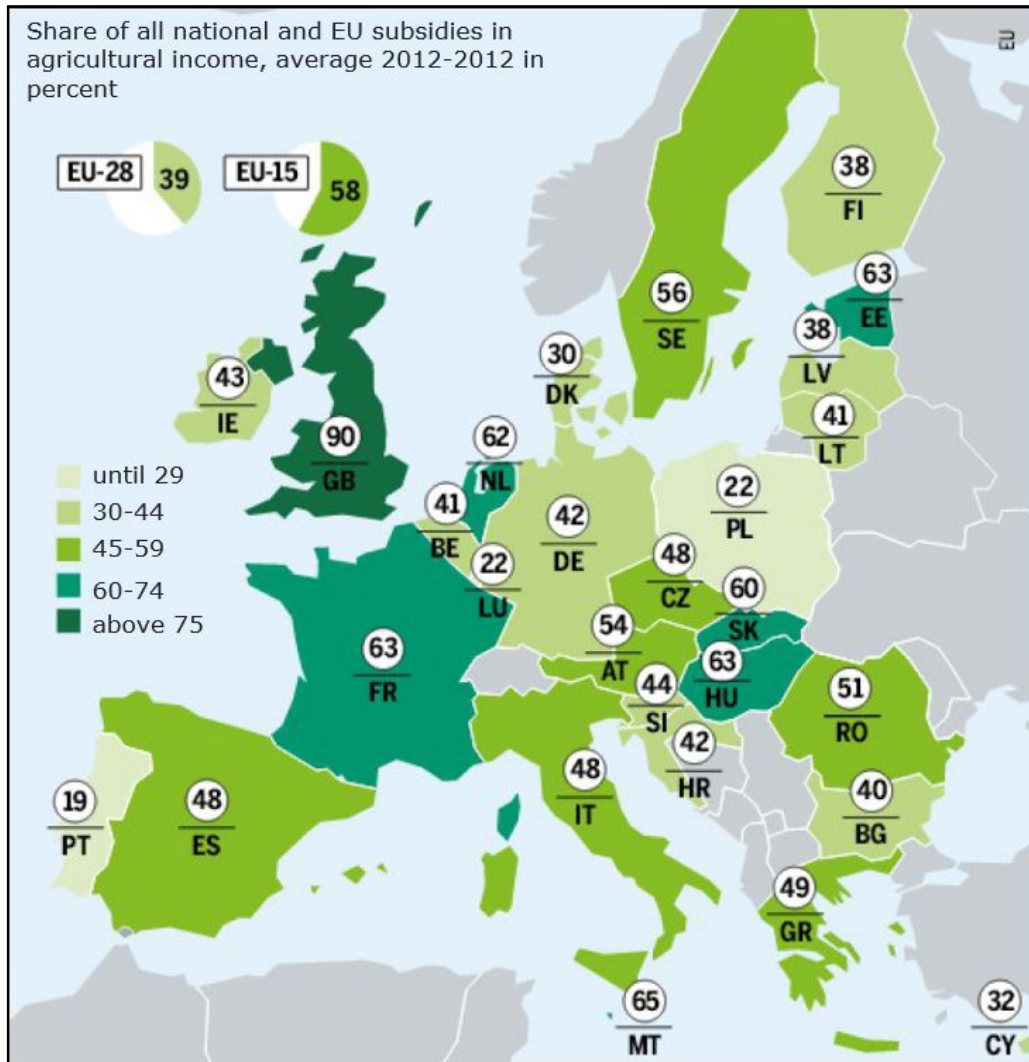 Share of all national and EU subsidies in
agricultural income, average 2012-2012 in
percent
EU
EU-28
39
EU-15
58
38
FI
63
EE
56
SE
38
LV
30
DK
41
LT
43
IE
90
GB
62
NL
22
PL
41
BE
42
DE
22
LU
48
CZ
60
SK
until 29
30-44
45-59
60-74
above 75
54
AT
63
HU
63
FR
44
SI
51
RO
42
HR
48
IT
40
BG
19
PT
48
ES
49
GR
65
MT
32
CY